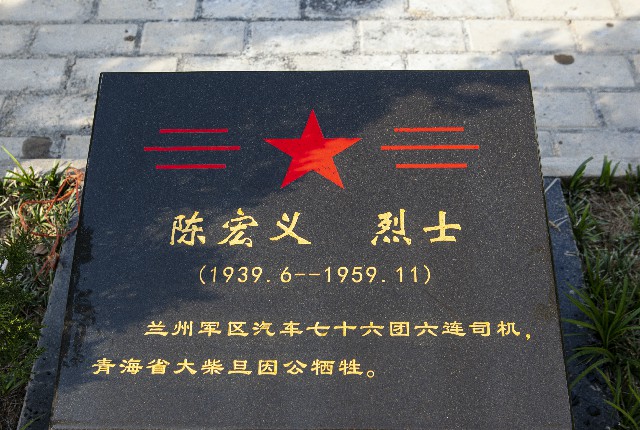 陈宏义 烈士
(1939.6--1959.11)
兰州军区汽车七十六团六连司机,
青海省大柴旦因公牺牲。